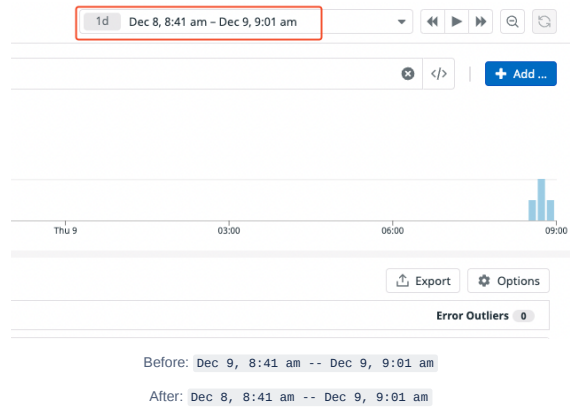 1d Dec 8, 8:41 am – Dec 9, 9:01 am
</> Add ...
Thu 9 03:00 06:00 09:00
Export Options
Error Outliers 0
Before: Dec 9, 8:41 am -- Dec 9, 9:01 am
After: Dec 8, 8:41 am -- Dec 9, 9:01 am